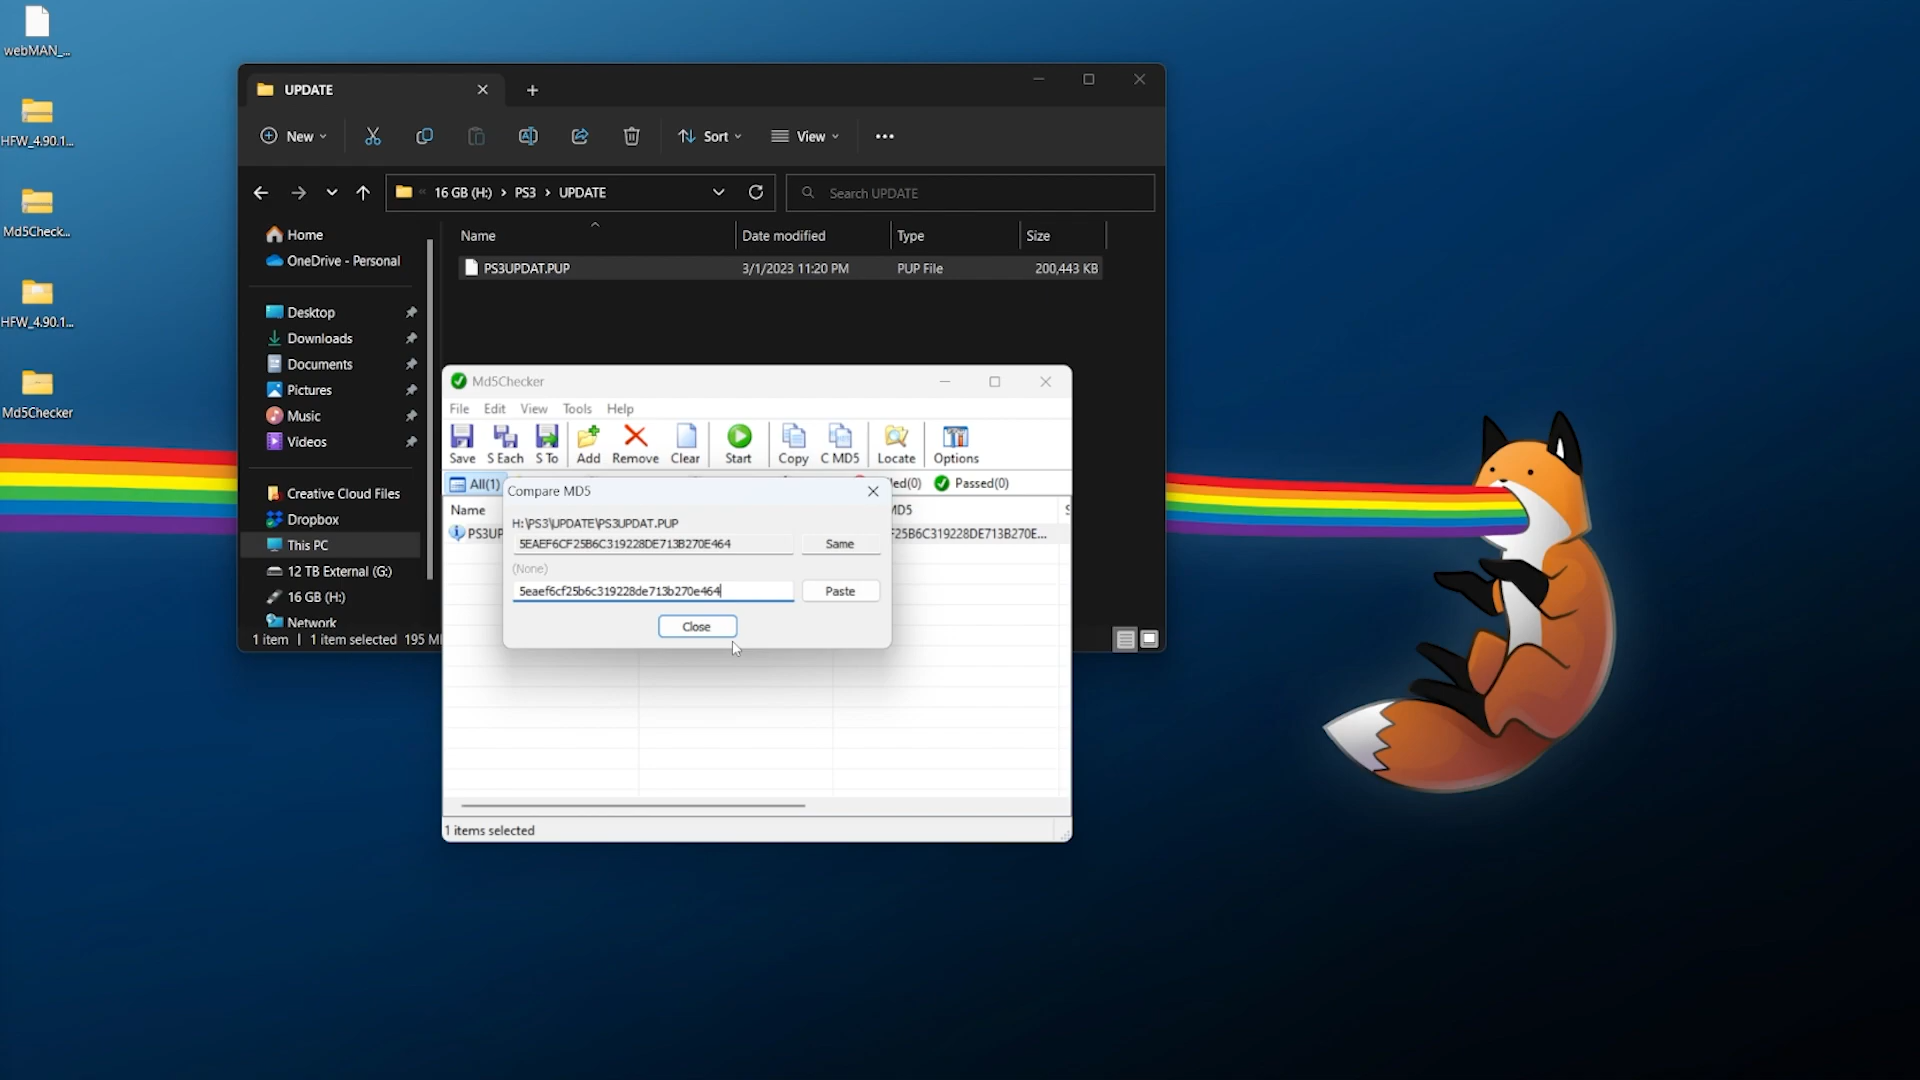 webMAN_...
HFW_4.90.1...
Md5Check...
HFW_4.90.1...
Md5Checker
UPDATE
New
Sort
View
16 GB (H:) > PS3 > UPDATE
Search UPDATE
Name
Date modified
Type
Size
PS3UPDAT.PUP
3/1/2023 11:20 PM
PUP File
200,443 KB
Home
OneDrive - Personal
Desktop
Downloads
Documents
Pictures
Music
Videos
Creative Cloud Files
Dropbox
This PC
12 TB External (G:)
16 GB (H:)
Network
1 item | 1 item selected 195 M
Md5Checker
File Edit View Tools Help
Save S Each S To Add Remove Clear Start Copy C MD5 Locate Options
All(1)
led(0)
Passed(0)
Name
MD5
S
PS3UP
F25B6C319228DE713B270E...
Compare MD5
H:\PS3\UPDATE\PS3UPDAT.PUP
5EAEF6CF25B6C319228DE713B270E464
Same
(None)
5eaef6cf25b6c319228de713b270e464
Paste
Close
1 items selected